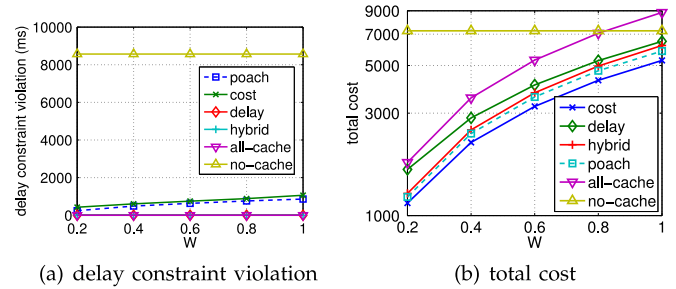 delay constraint violation (ms)
10000
8000
6000
4000
2000
0
0.2
0.4
0.6
0.8
1
W
poach
cost
delay
hybrid
all-cache
no-cache
(a) delay constraint violation
total cost
9000
7000
5000
3000
1000
0.2
0.4
0.6
0.8
1
W
cost
delay
hybrid
poach
all-cache
no-cache
(b) total cost